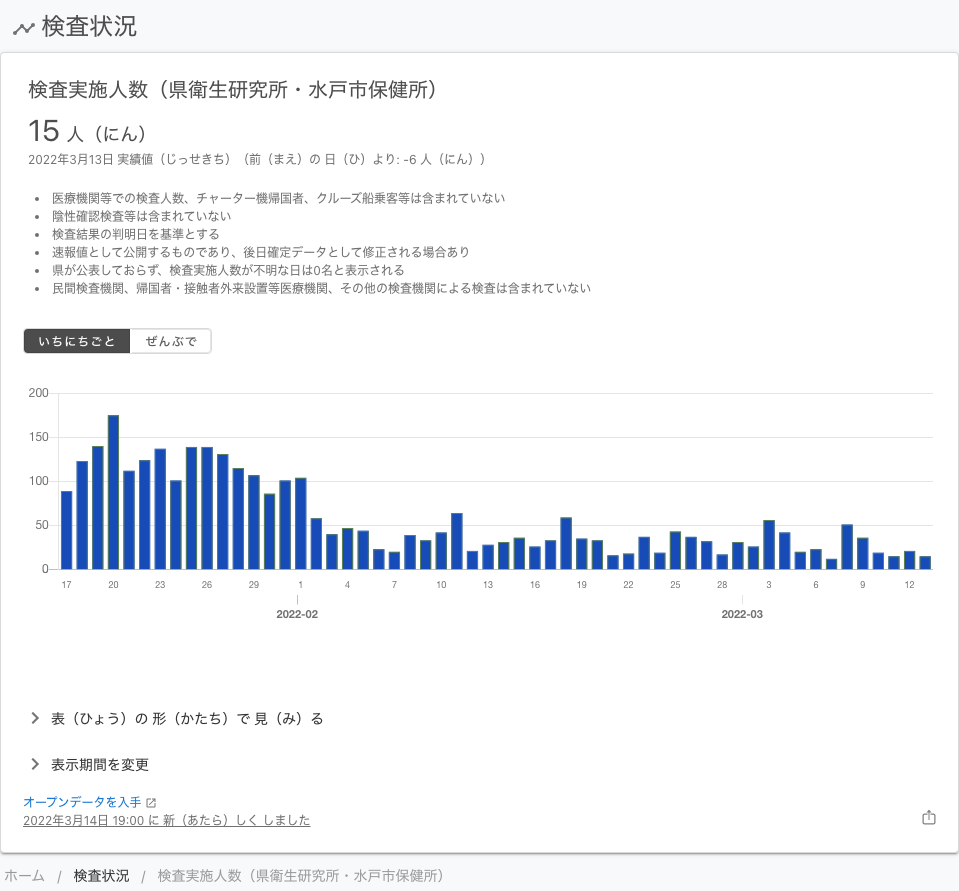 検査状況
検査実施人数（県衛生研究所・水戸市保健所）
15 人（にん）
2022年3月13日 実績値（じっせきち）（前（まえ）の 日（ひ）より: -6 人（にん））
医療機関等での検査人数、チャーター機帰国者、クルーズ船乗客等は含まれていない
陰性確認検査等は含まれていない
検査結果の判明日を基準とする
速報値として公開するものであり、後日確定データとして修正される場合あり
県が公表しておらず、検査実施人数が不明な日は0名と表示される
民間検査機関、帰国者・接触者外来設置等医療機関、その他の検査機関による検査は含まれていない
いちにちごと ぜんぶで
200
150
100
50
0
17 20 23 26 29 1 4 7 10 13 16 19 22 25 28 3 6 9 12
2022-02 2022-03
表（ひょう）の 形（かたち）で 見（み）る
表示期間を変更
オープンデータを入手
2022年3月14日 19:00 に 新（あたら）しく しました
ホーム / 検査状況 / 検査実施人数（県衛生研究所・水戸市保健所）